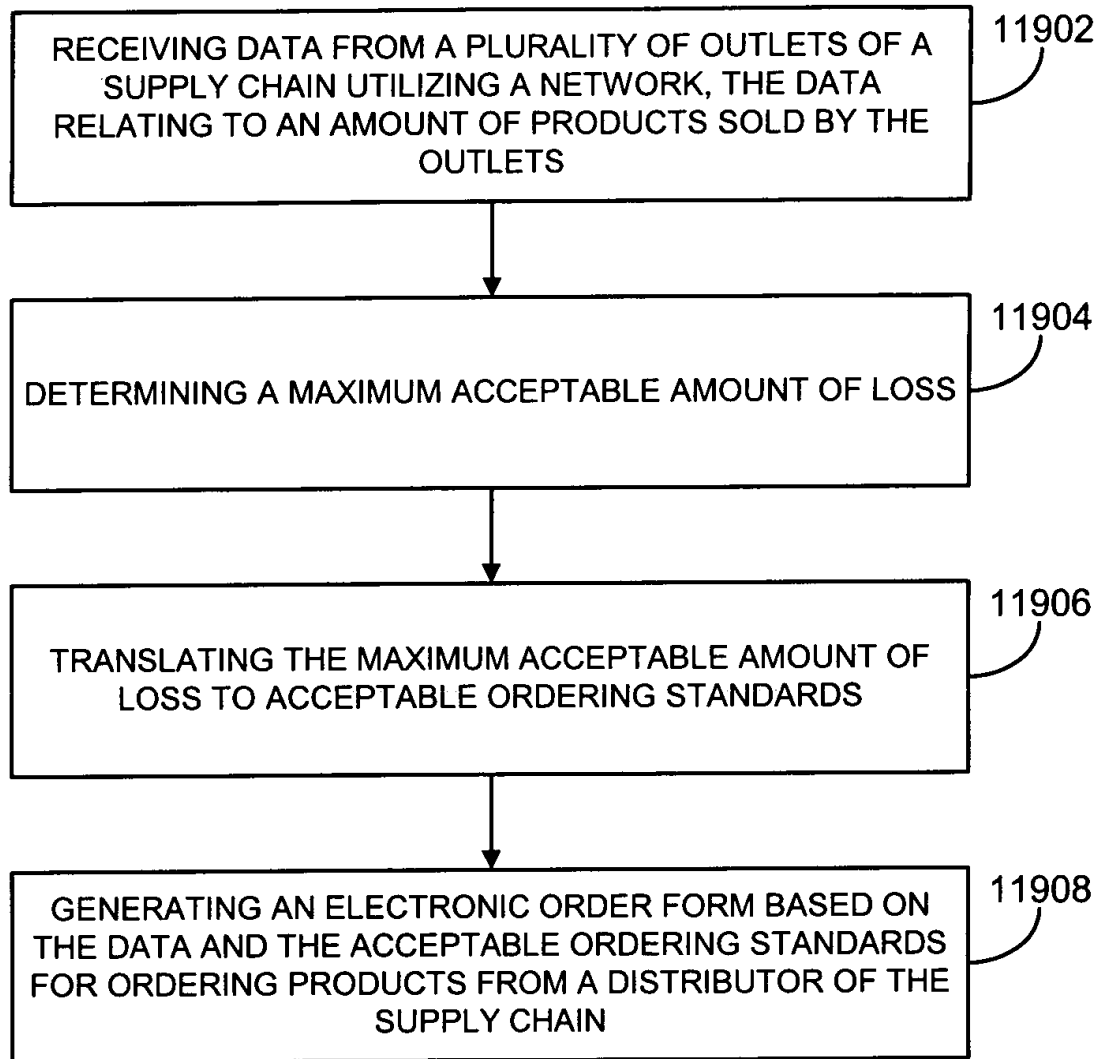 RECEIVING DATA FROM A PLURALITY OF OUTLETS OF A
SUPPLY CHAIN UTILIZING A NETWORK, THE DATA
RELATING TO AN AMOUNT OF PRODUCTS SOLD BY THE
OUTLETS
11902
DETERMINING A MAXIMUM ACCEPTABLE AMOUNT OF LOSS
11904
TRANSLATING THE MAXIMUM ACCEPTABLE AMOUNT OF
LOSS TO ACCEPTABLE ORDERING STANDARDS
11906
GENERATING AN ELECTRONIC ORDER FORM BASED ON
THE DATA AND THE ACCEPTABLE ORDERING STANDARDS
FOR ORDERING PRODUCTS FROM A DISTRIBUTOR OF THE
SUPPLY CHAIN
11908